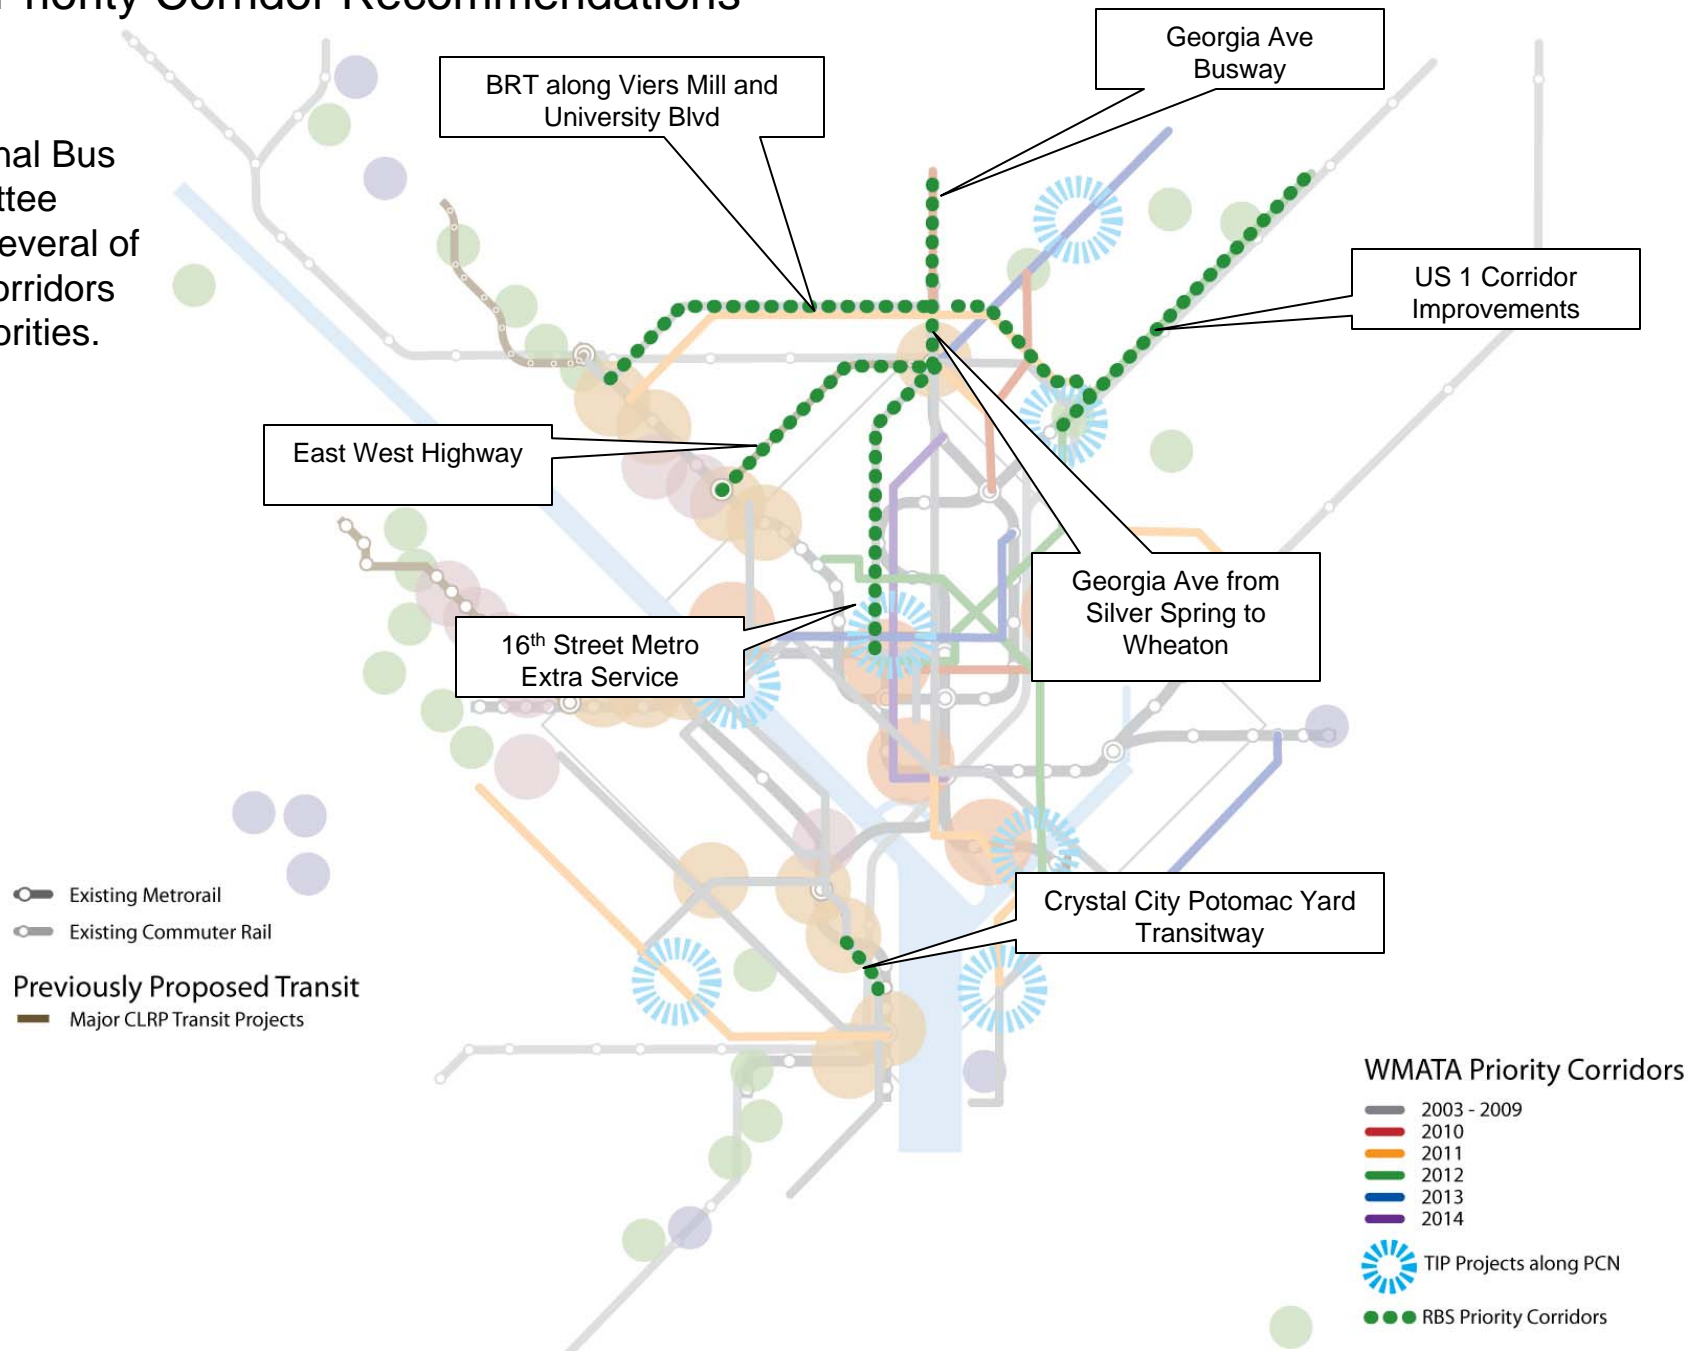 Priority Corridor Recommendations
nal Bus
ttee
everal of
orridors
orities.
BRT along Viers Mill and
University Blvd
Georgia Ave
Busway
US 1 Corridor
Improvements
East West Highway
Georgia Ave from
Silver Spring to
Wheaton
16th Street Metro
Extra Service
Crystal City Potomac Yard
Transitway
Existing Metrorail
Existing Commuter Rail
Previously Proposed Transit
Major CLRP Transit Projects
WMATA Priority Corridors
2003 - 2009
2010
2011
2012
2013
2014
TIP Projects along PCN
RBS Priority Corridors